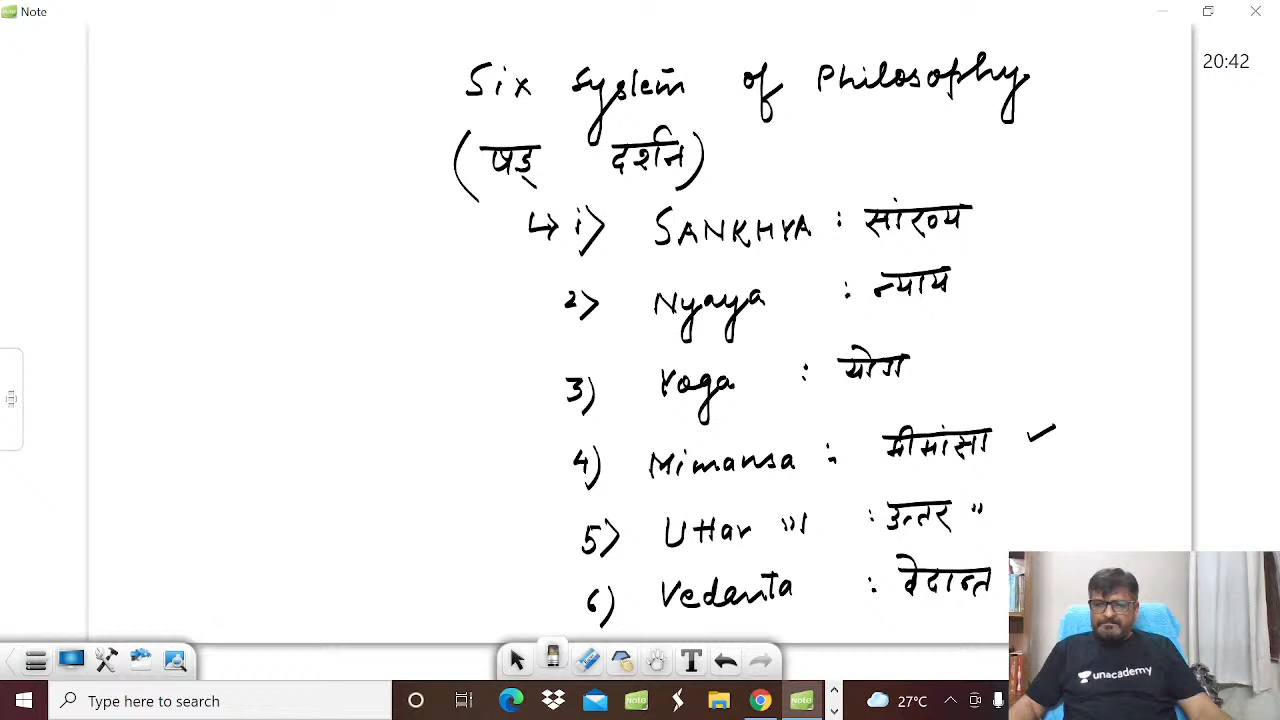 Note
20:42
Six System of Philosophy
(षड् दर्शन)
↳ 1) SANKHYA : सांख्य
2) Nyaya : न्याय
3) Yoga : योग
4) Mimansa : मीमांसा ✓
5) Uttar "" : उत्तर "
6) Vedanta : वेदान्त
unacademy
Type here to search
27°C